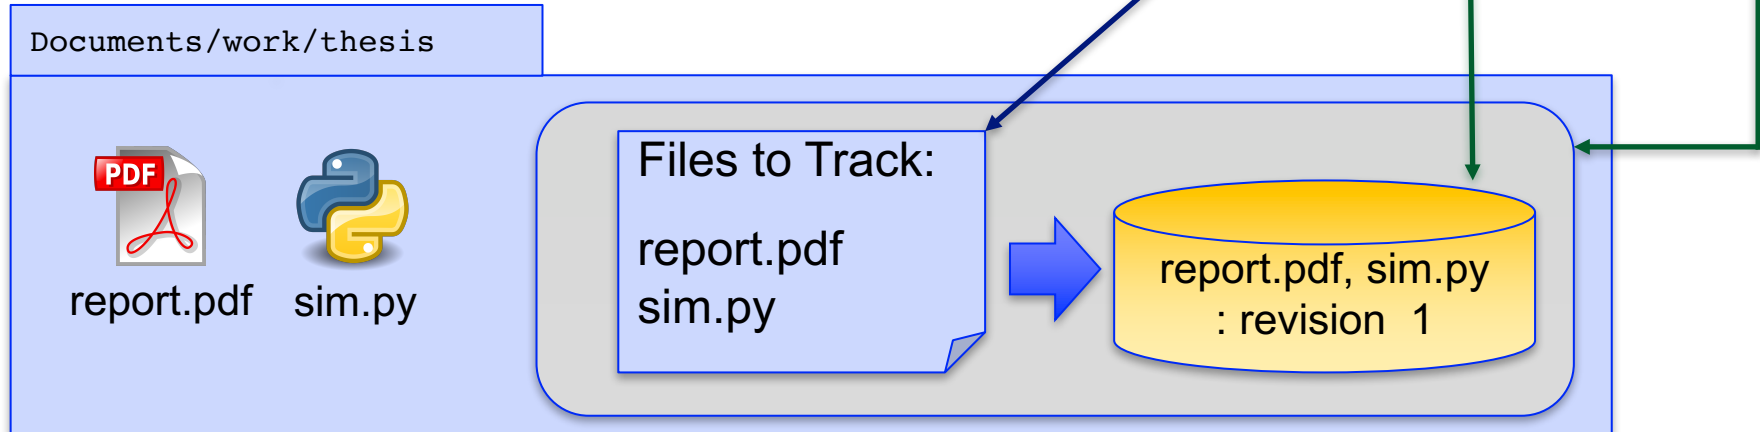 Documents/work/thesis
PDF
report.pdf
sim.py
Files to Track:
report.pdf
sim.py
report.pdf, sim.py
: revision 1